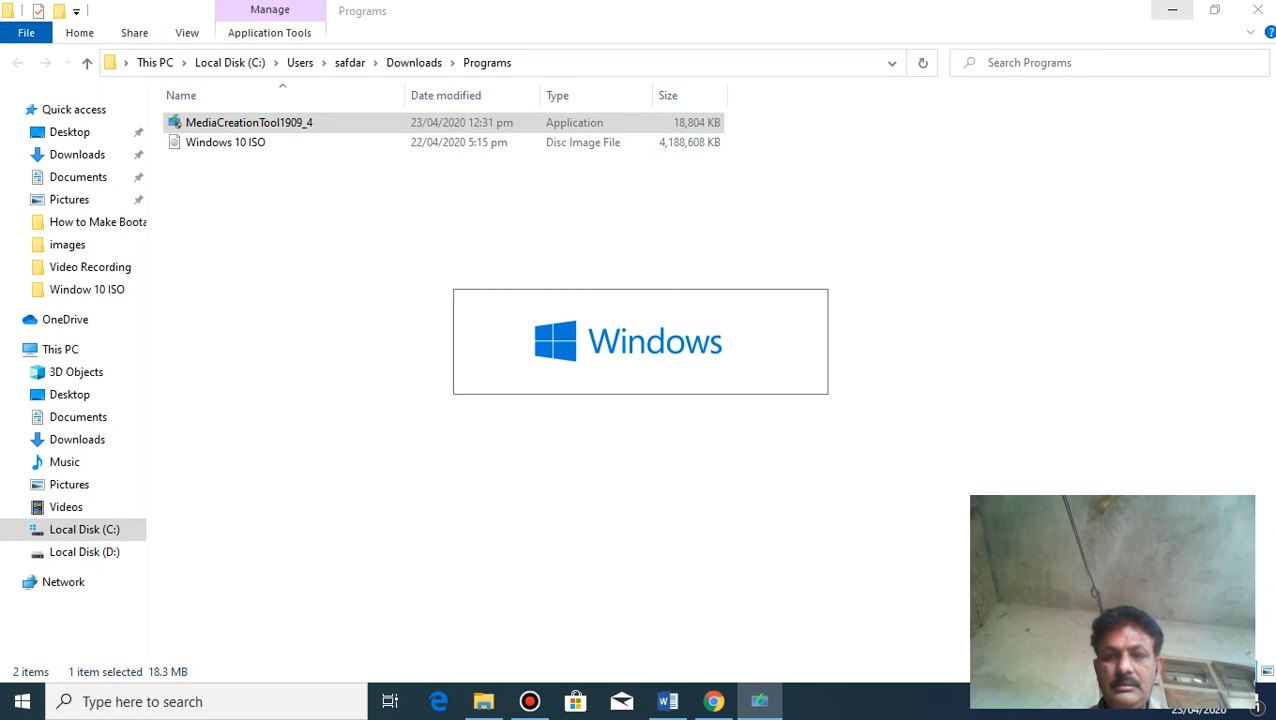 Manage
Programs
File
Home
Share
View
Application Tools
This PC
Local Disk (C:)
Users
safdar
Downloads
Programs
Search Programs
Name
Date modified
Type
Size
MediaCreationTool1909_4
23/04/2020 12:31 pm
Application
18,804 KB
Windows 10 ISO
22/04/2020 5:15 pm
Disc Image File
4,188,608 KB
Quick access
Desktop
Downloads
Documents
Pictures
How to Make Boota
images
Video Recording
Window 10 ISO
OneDrive
This PC
3D Objects
Desktop
Documents
Downloads
Music
Pictures
Videos
Local Disk (C:)
Local Disk (D:)
Network
Windows
2 items
1 item selected
18.3 MB
Type here to search
23/04/2020